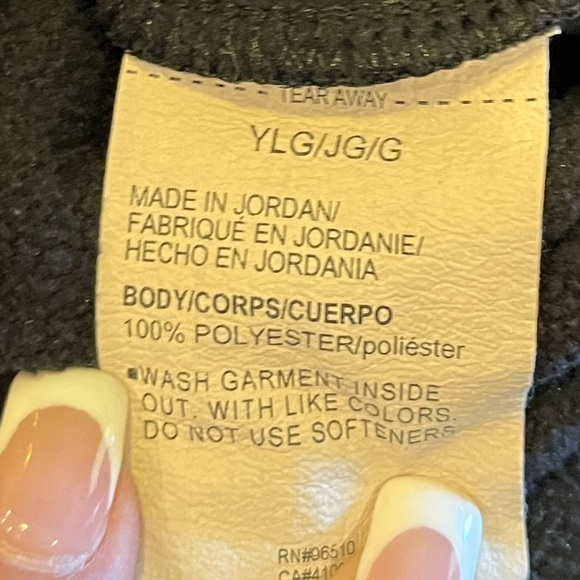 TEAR AWAY
YLG/JG/G
MADE IN JORDAN/
FABRIQUÉ EN JORDANIE/
HECHO EN JORDANIA
BODY/CORPS/CUERPO
100% POLYESTER/poliéster
WASH GARMENT INSIDE
OUT, WITH LIKE COLORS.
DO NOT USE SOFTENERS
RN#96510